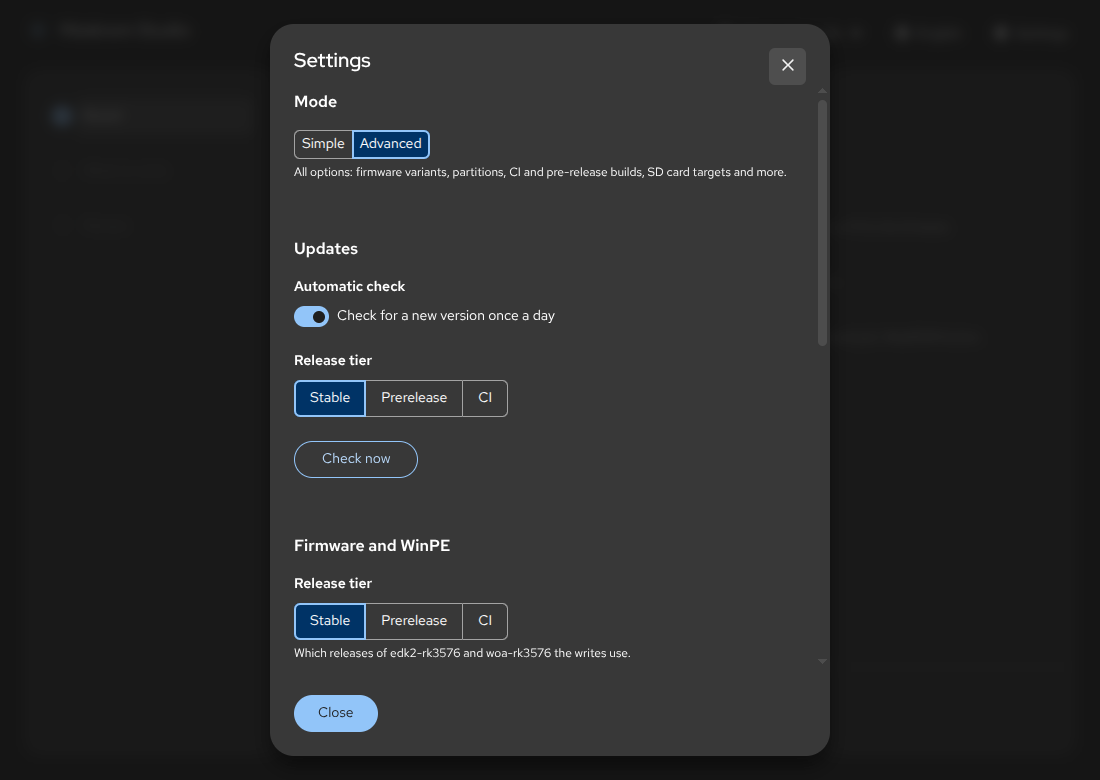 Settings
Mode
Simple
Advanced
All options: firmware variants, partitions, CI and pre-release builds, SD card targets and more.
Updates
Automatic check
Check for a new version once a day
Release tier
Stable
Prerelease
CI
Check now
Firmware and WinPE
Release tier
Stable
Prerelease
CI
Which releases of edk2-rk3576 and woa-rk3576 the writes use.
Close